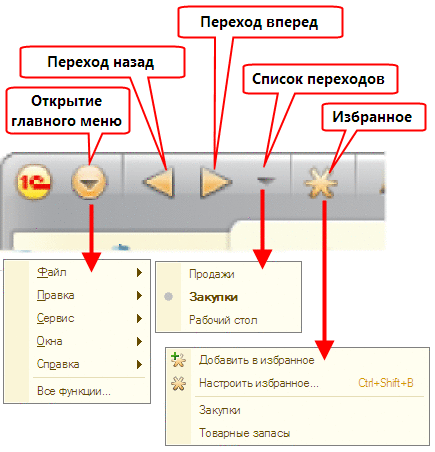 Переход вперед
Переход назад
Список переходов
Открытие
главного меню
Избранное
1С
Файл
Правка
Сервис
Окна
Справка
Все функции...
Продажи
Закупки
Рабочий стол
Добавить в избранное
Настроить избранное... Ctrl+Shift+B
Закупки
Товарные запасы